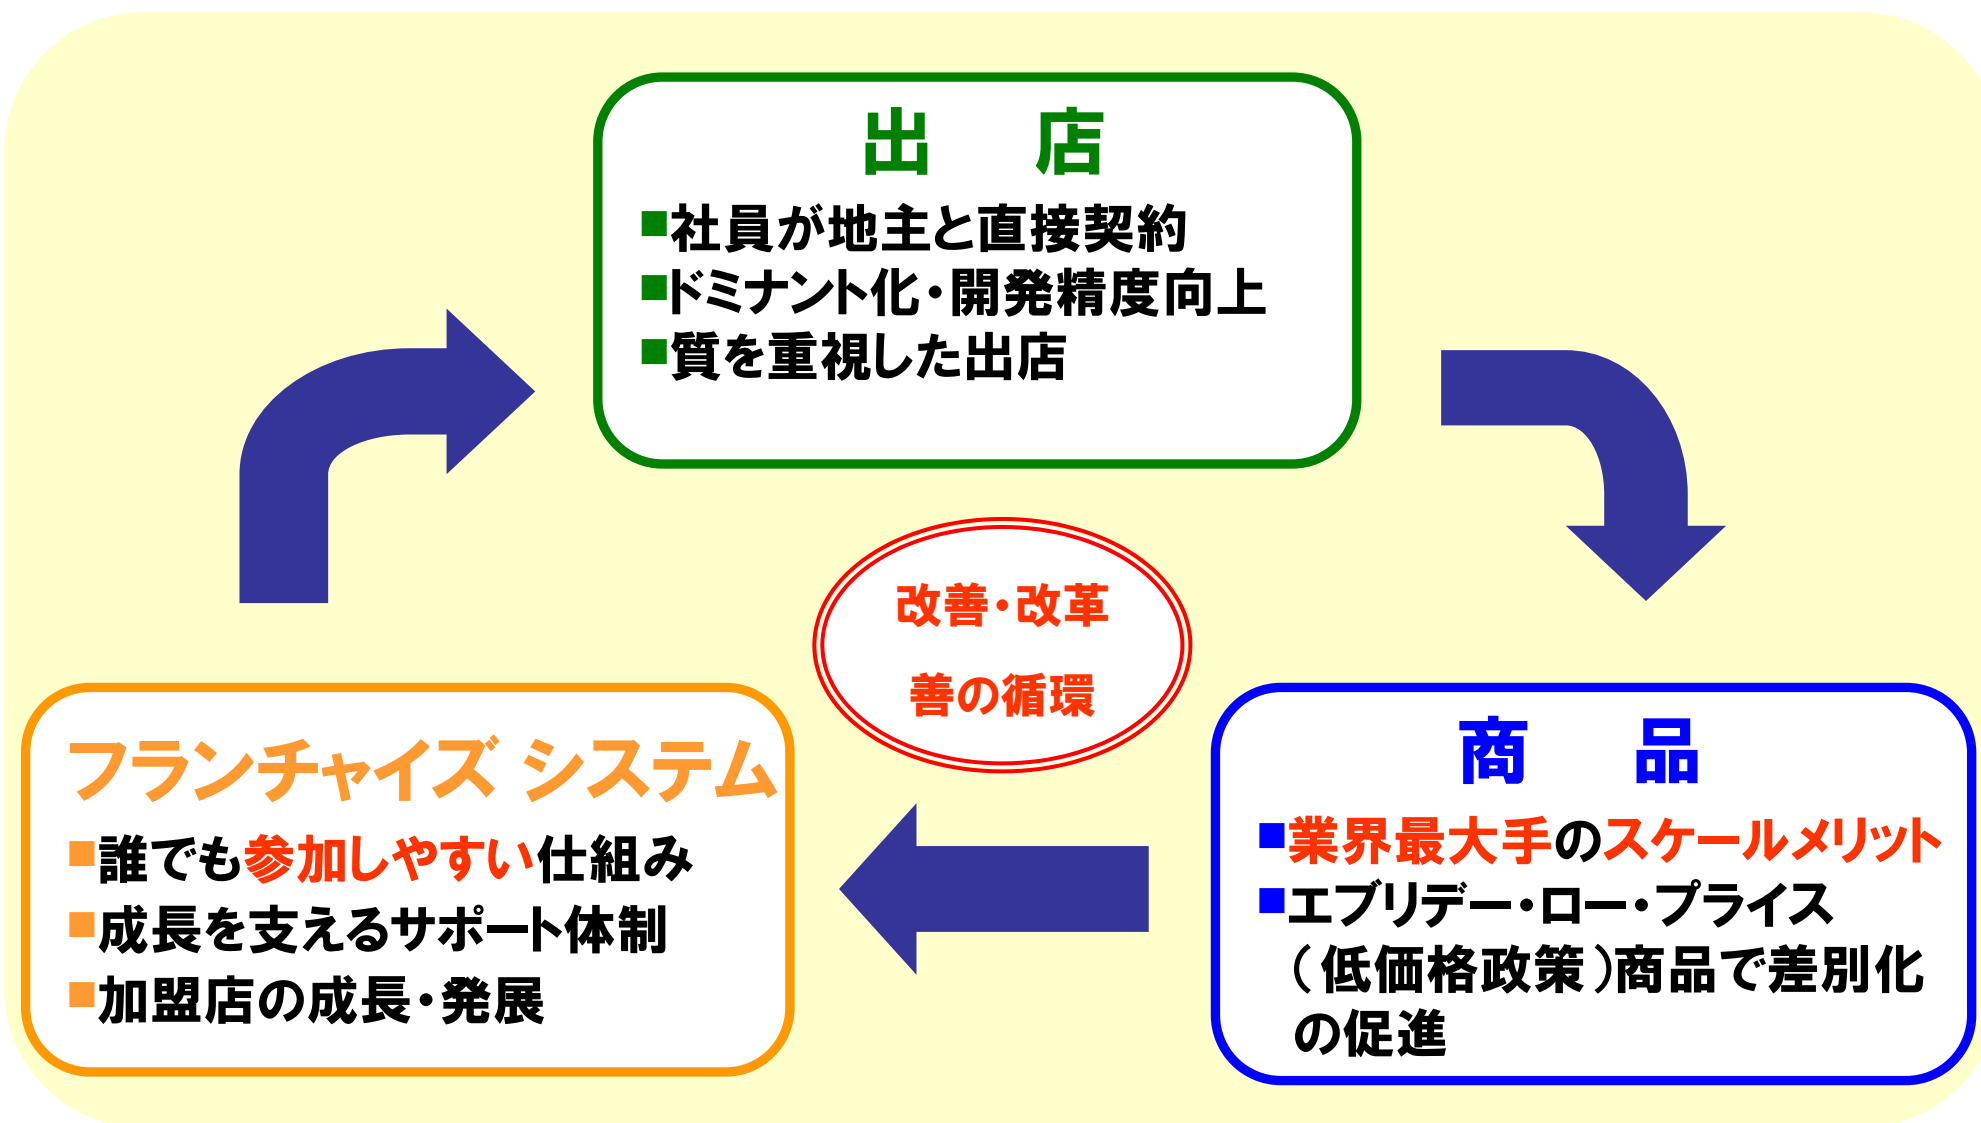 出　店
■社員が地主と直接契約
■ドミナント化・開発精度向上
■質を重視した出店
改善・改革
善の循環
フランチャイズ システム
■誰でも参加しやすい仕組み
■成長を支えるサポート体制
■加盟店の成長・発展
商　品
■業界最大手のスケールメリット
■エブリデー・ロー・プライス
（低価格政策）商品で差別化
の促進